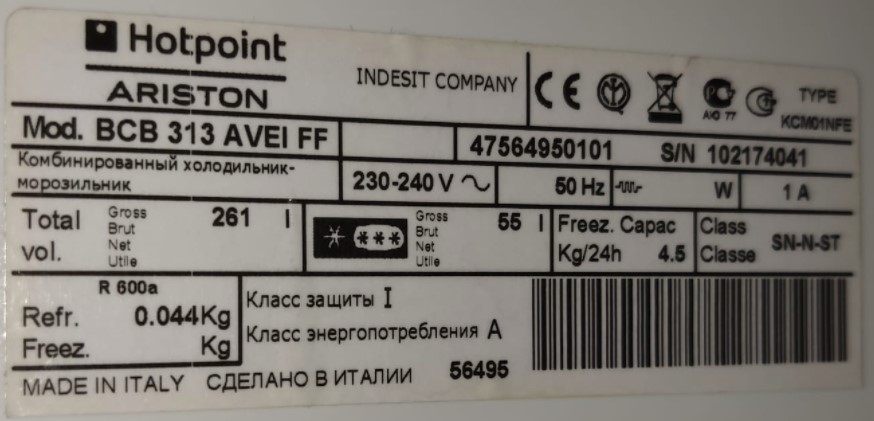 Hotpoint
ARISTON
INDESIT COMPANY
CE
TYPE
KCM01NFE
АЮ 77
Mod. BCB 313 AVEI FF
47564950101 S/N 102174041
Комбинированный холодильник-
морозильник
230-240 V 50 Hz W 1 A
Total
vol.
Gross
Brut
Net
Utile
261 l
Gross
Brut
Net
Utile
55 l
Freez. Capac
Kg/24h 4.5
Class
Classe
SN-N-ST
R 600a
Refr. 0.044Kg
Freez. Kg
Класс защиты I
Класс энергопотребления A
MADE IN ITALY СДЕЛАНО В ИТАЛИИ 56495